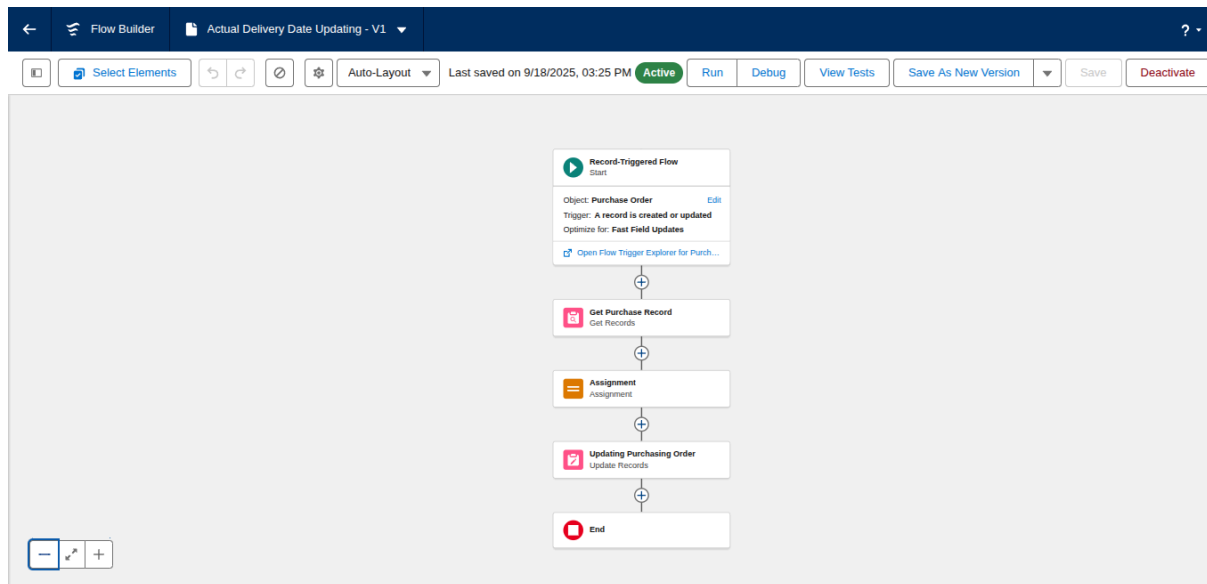 Flow Builder
Actual Delivery Date Updating - V1
?
Select Elements
Auto-Layout
Last saved on 9/18/2025, 03:25 PM
Active
Run
Debug
View Tests
Save As New Version
Save
Deactivate
Record-Triggered Flow
Start
Object: Purchase Order
Edit
Trigger: A record is created or updated
Optimize for: Fast Field Updates
Open Flow Trigger Explorer for Purch...
Get Purchase Record
Get Records
Assignment
Assignment
Updating Purchasing Order
Update Records
End